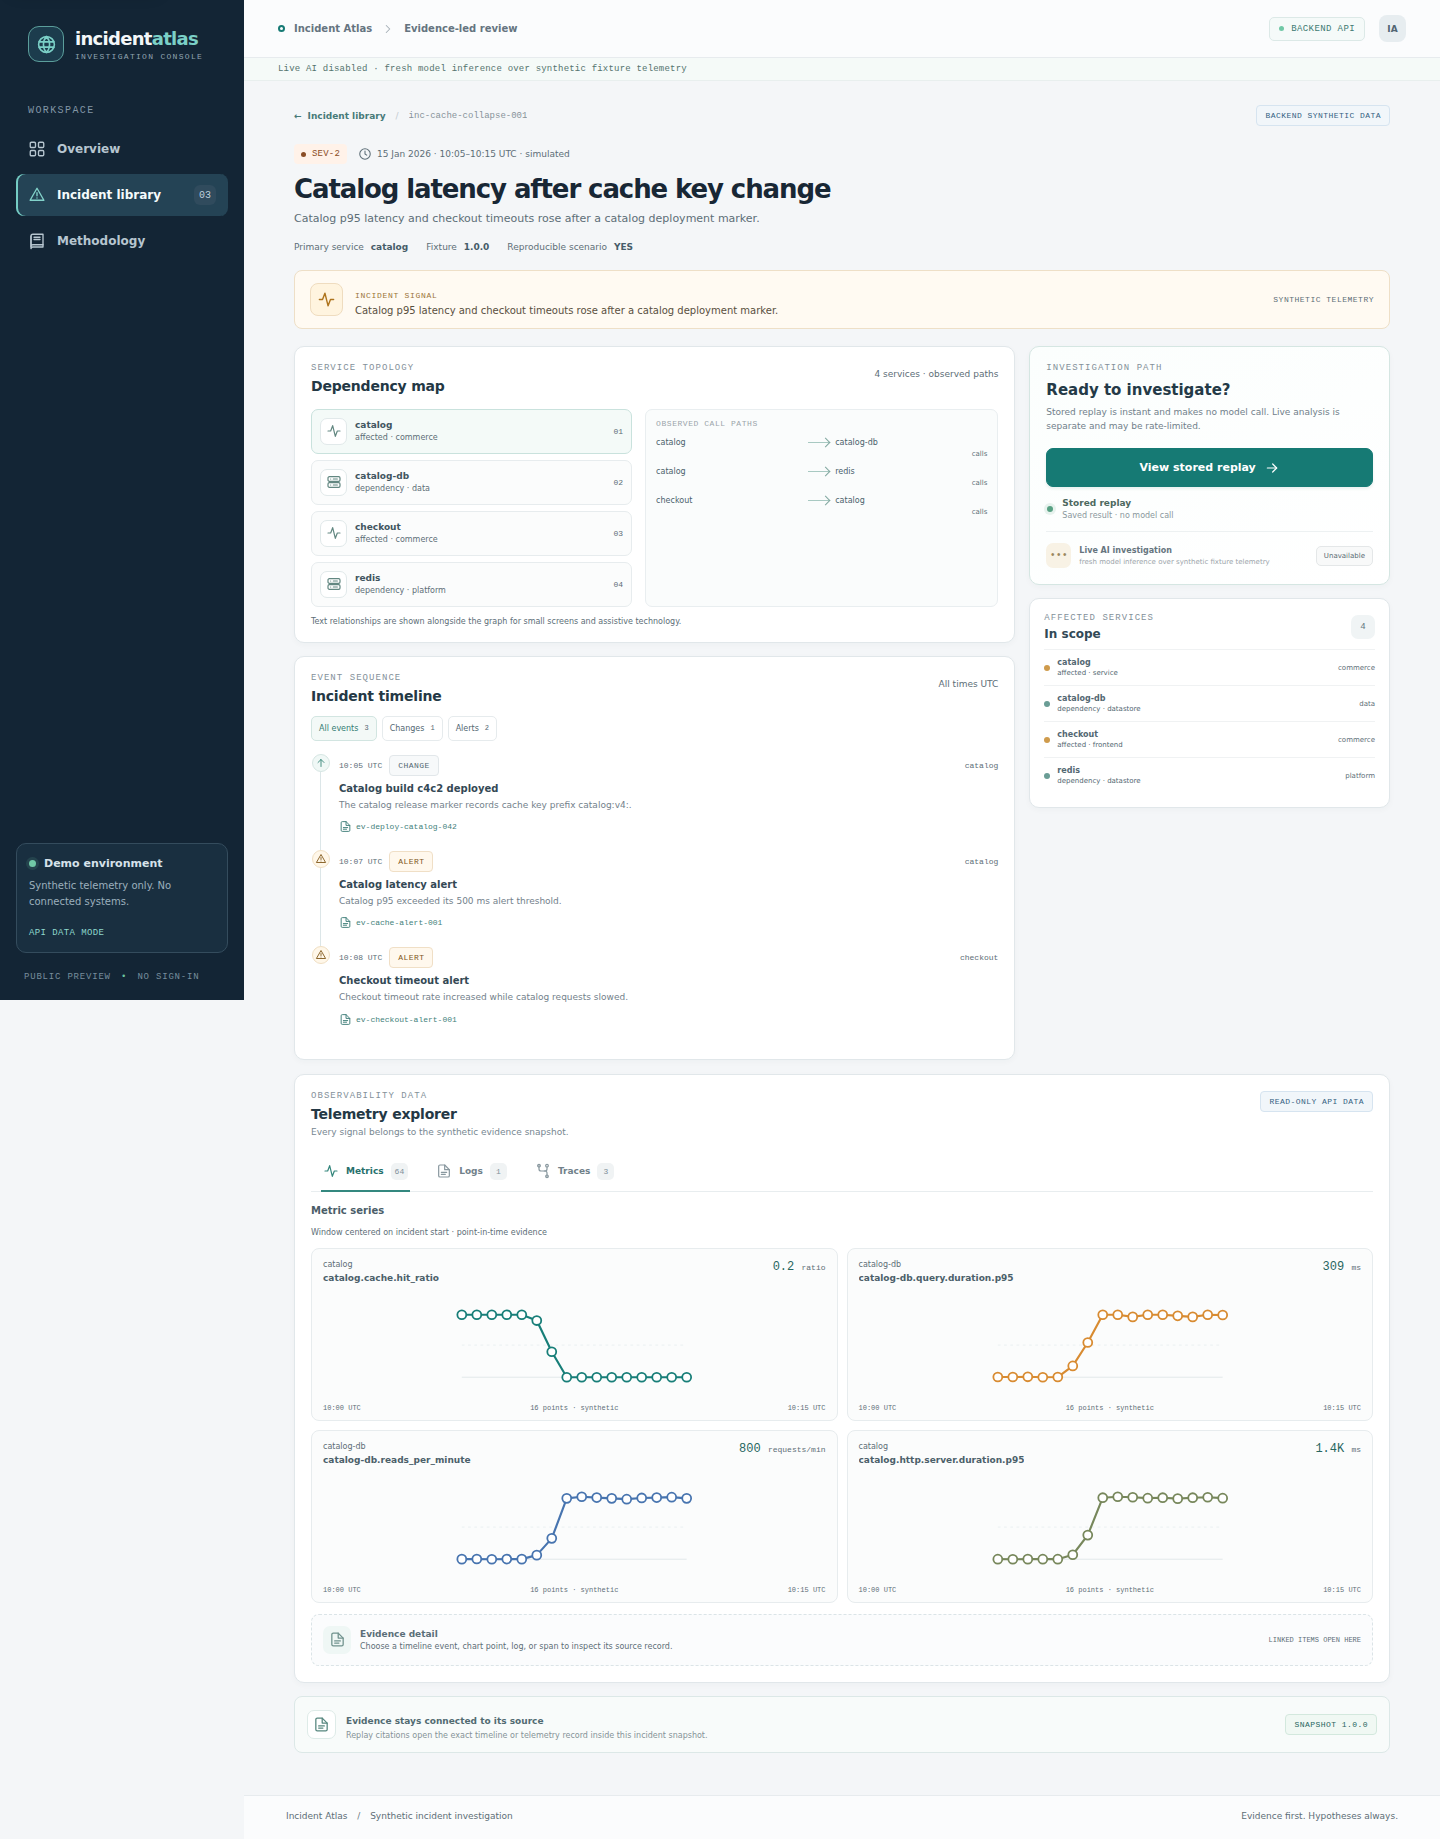 incidentatlas
INVESTIGATION CONSOLE
WORKSPACE
Overview
Incident library 03
Methodology
Demo environment
Synthetic telemetry only. No
connected systems.
API DATA MODE
PUBLIC PREVIEW • NO SIGN-IN
Incident Atlas > Evidence-led review
BACKEND API
IA
Live AI disabled · fresh model inference over synthetic fixture telemetry
← Incident library / inc-cache-collapse-001
BACKEND SYNTHETIC DATA
SEV-2 15 Jan 2026 · 10:05–10:15 UTC · simulated
Catalog latency after cache key change
Catalog p95 latency and checkout timeouts rose after a catalog deployment marker.
Primary service catalog Fixture 1.0.0 Reproducible scenario YES
INCIDENT SIGNAL
Catalog p95 latency and checkout timeouts rose after a catalog deployment marker.
SYNTHETIC TELEMETRY
SERVICE TOPOLOGY
Dependency map
4 services · observed paths
catalog
affected · commerce
01
catalog-db
dependency · data
02
checkout
affected · commerce
03
redis
dependency · platform
04
OBSERVED CALL PATHS
catalog → catalog-db
calls
catalog → redis
calls
checkout → catalog
calls
Text relationships are shown alongside the graph for small screens and assistive technology.
INVESTIGATION PATH
Ready to investigate?
Stored replay is instant and makes no model call. Live analysis is
separate and may be rate-limited.
View stored replay →
Stored replay
Saved result · no model call
Live AI investigation
fresh model inference over synthetic fixture telemetry
Unavailable
AFFECTED SERVICES
In scope
4
catalog
affected · service
commerce
catalog-db
dependency · datastore
data
checkout
affected · frontend
commerce
redis
dependency · datastore
platform
EVENT SEQUENCE
Incident timeline
All times UTC
All events 3 Changes 1 Alerts 2
10:05 UTC CHANGE catalog
Catalog build c4c2 deployed
The catalog release marker records cache key prefix catalog:v4:.
ev-deploy-catalog-042
10:07 UTC ALERT catalog
Catalog latency alert
Catalog p95 exceeded its 500 ms alert threshold.
ev-cache-alert-001
10:08 UTC ALERT checkout
Checkout timeout alert
Checkout timeout rate increased while catalog requests slowed.
ev-checkout-alert-001
OBSERVABILITY DATA
Telemetry explorer
Every signal belongs to the synthetic evidence snapshot.
READ-ONLY API DATA
Metrics 64 Logs 1 Traces 3
Metric series
Window centered on incident start · point-in-time evidence
catalog
catalog.cache.hit_ratio
0.2 ratio
10:00 UTC 16 points · synthetic 10:15 UTC
catalog-db
catalog-db.query.duration.p95
309 ms
10:00 UTC 16 points · synthetic 10:15 UTC
catalog-db
catalog-db.reads_per_minute
800 requests/min
10:00 UTC 16 points · synthetic 10:15 UTC
catalog
catalog.http.server.duration.p95
1.4K ms
10:00 UTC 16 points · synthetic 10:15 UTC
Evidence detail
Choose a timeline event, chart point, log, or span to inspect its source record.
LINKED ITEMS OPEN HERE
Evidence stays connected to its source
Replay citations open the exact timeline or telemetry record inside this incident snapshot.
SNAPSHOT 1.0.0
Incident Atlas / Synthetic incident investigation
Evidence first. Hypotheses always.